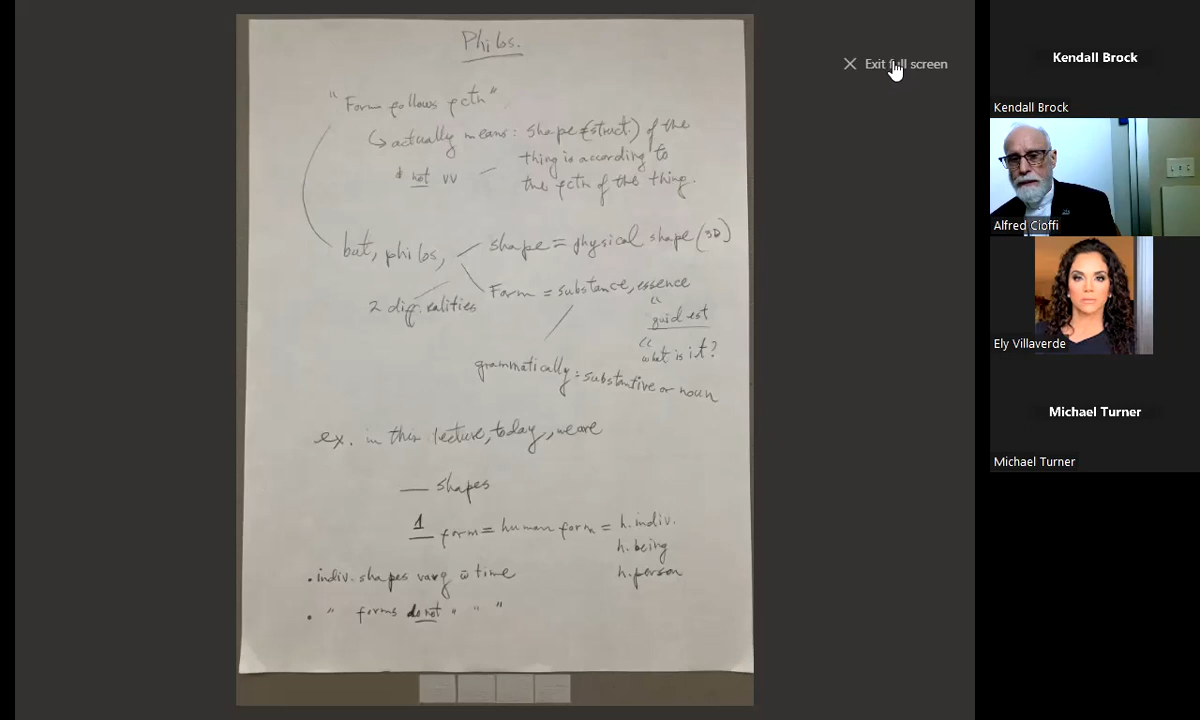 Philos.
"Form follows fctn"
↳ actually means: shape (struct.) of the
thing is according to
& not vv
the fctn of the thing.
but, philos, shape = physical shape (3D)
Form = substance, essence
2 diff. realities
"quid est
"what is it?
grammatically = substantive or noun
ex. in this lecture, today, we are
__ shapes
1 form = human form = h. indiv.
h. being
h. person
• indiv. shapes vary w̄ time
• " forms do not " " "
Exit full screen
Kendall Brock
Kendall Brock
Alfred Cioffi
Ely Villaverde
Michael Turner
Michael Turner